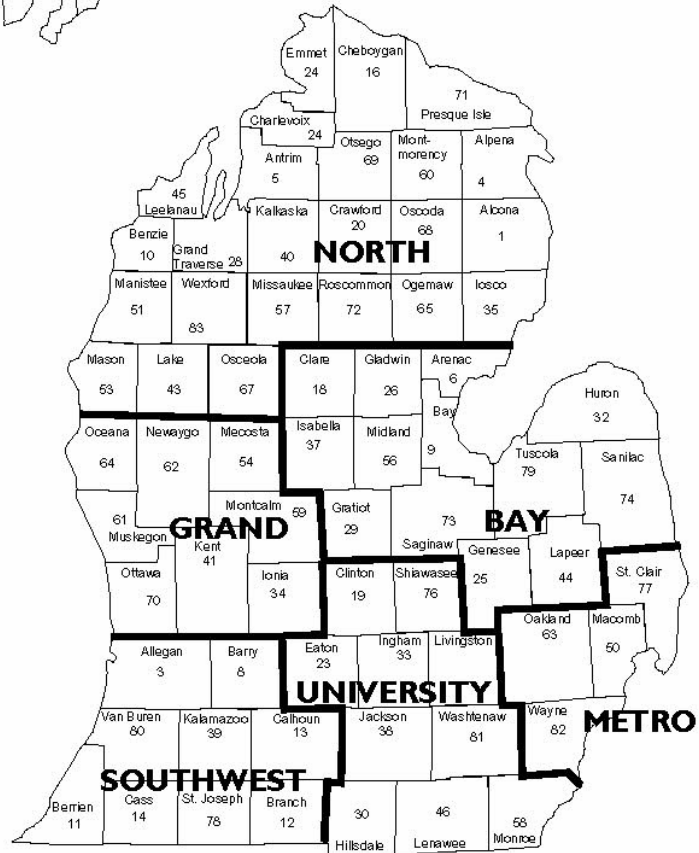 Emmet
24
Cheboygan
16
71
Presque Isle
Charlevoix
24
Antrim
5
Otsego
69
Mont-
morency
60
Alpena
4
45
Leelanau
Benzie
10
Grand
Traverse 28
Kalkaska
40
Crawford
20
Oscoda
68
Alcona
1
NORTH
Manistee
51
Wexford
83
Missaukee
57
Roscommon
72
Ogemaw
65
Iosco
35
Mason
53
Lake
43
Osceola
67
Clare
18
Gladwin
26
Arenac
6
Huron
32
Oceana
64
Newaygo
62
Mecosta
54
Isabella
37
Midland
56
Bay
9
Tuscola
79
Sanilac
74
61
Muskegon
Montcalm
59
Gratiot
29
73
Saginaw
GRAND
BAY
Kent
41
Ottawa
70
Ionia
34
Clinton
19
Shiawasee
76
Genesee
25
Lapeer
44
St. Clair
77
Allegan
3
Barry
8
Eaton
23
Ingham
33
Livingston
Oakland
63
Macomb
50
UNIVERSITY
Van Buren
80
Kalamazoo
39
Calhoun
13
Jackson
38
Washtenaw
81
Wayne
82
METRO
SOUTHWEST
Berrien
11
Cass
14
St. Joseph
78
Branch
12
30
Hillsdale
46
Lenawee
58
Monroe